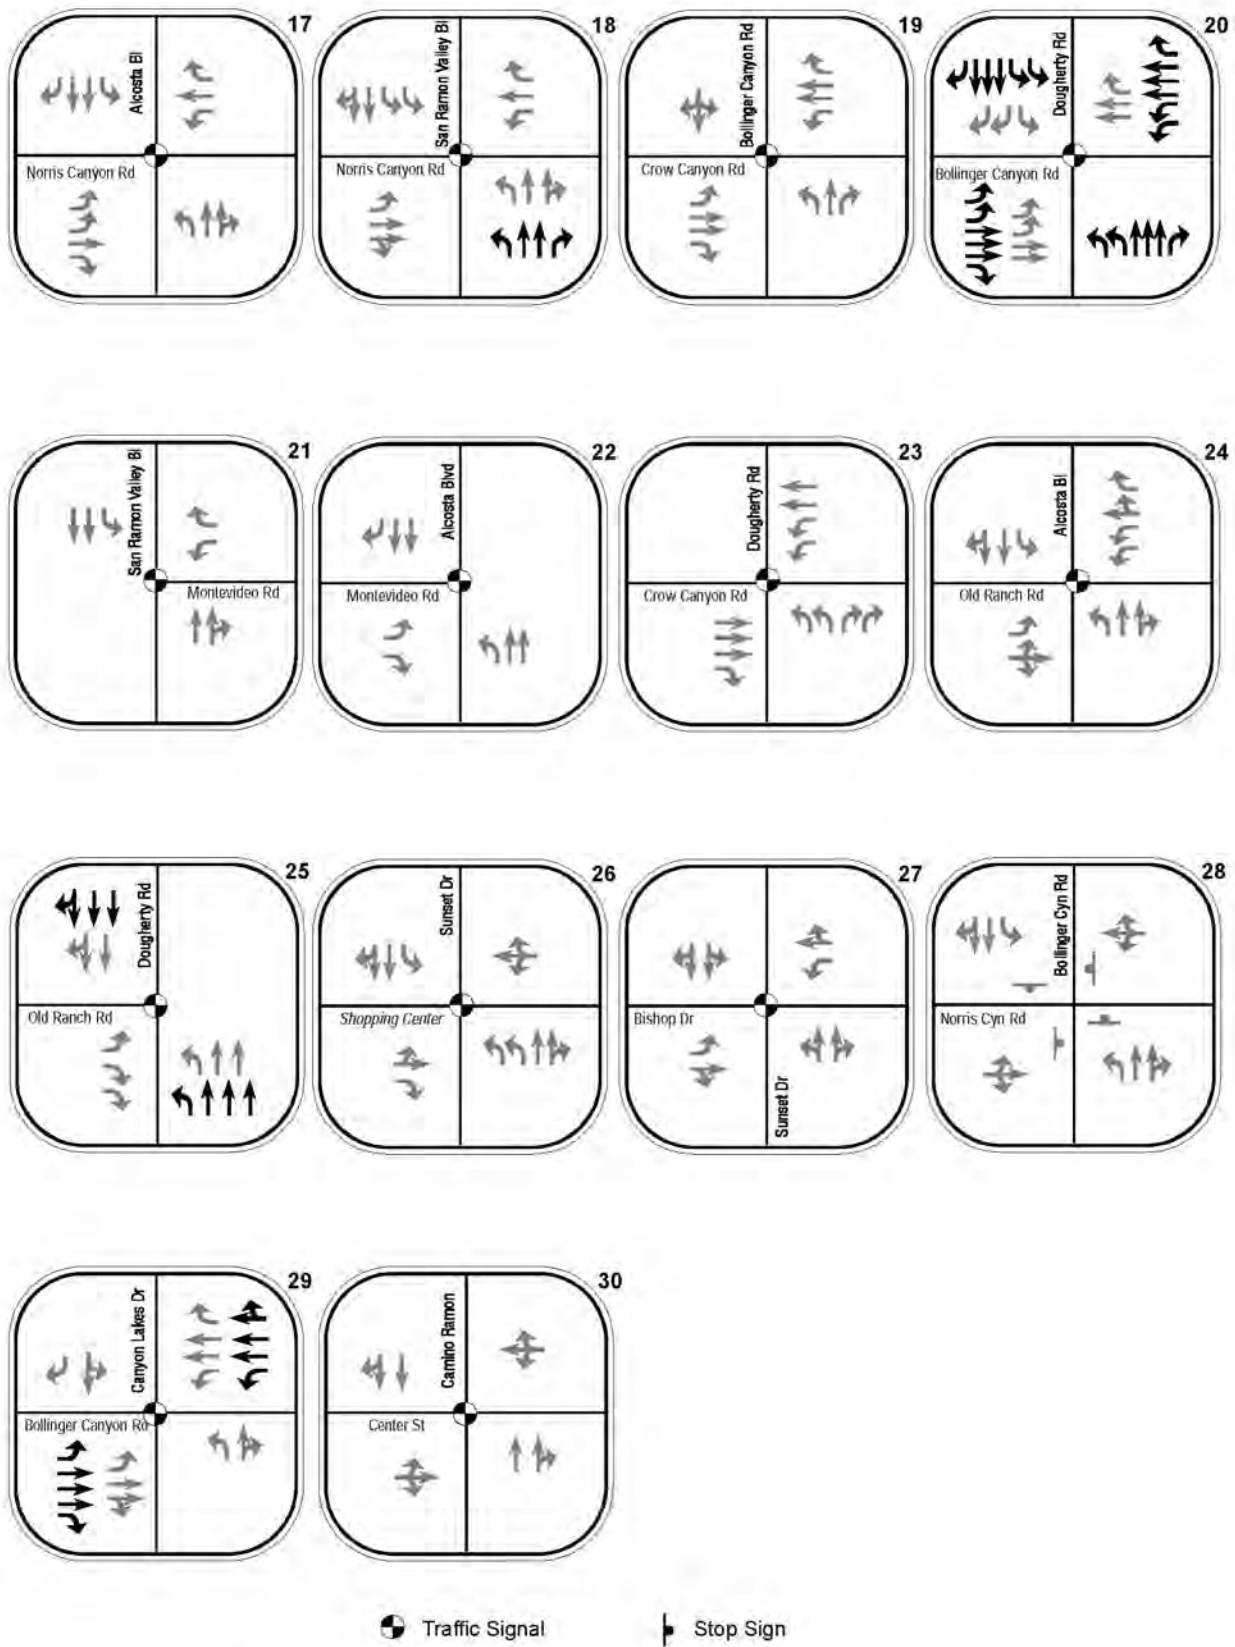 17
Alcosta Bl
Norris Canyon Rd
18
San Ramon Valley Bl
Norris Canyon Rd
19
Bollinger Canyon Rd
Crow Canyon Rd
20
Dougherty Rd
Bollinger Canyon Rd
21
San Ramon Valley Bl
Montevideo Rd
22
Alcosta Blvd
Montevideo Rd
23
Dougherty Rd
Crow Canyon Rd
24
Alcosta Bl
Old Ranch Rd
25
Dougherty Rd
Old Ranch Rd
26
Sunset Dr
Shopping Center
27
Bishop Dr
Sunset Dr
28
Bollinger Cyn Rd
Norris Cyn Rd
29
Canyon Lakes Dr
Bollinger Canyon Rd
30
Camino Ramon
Center St
Traffic Signal
Stop Sign